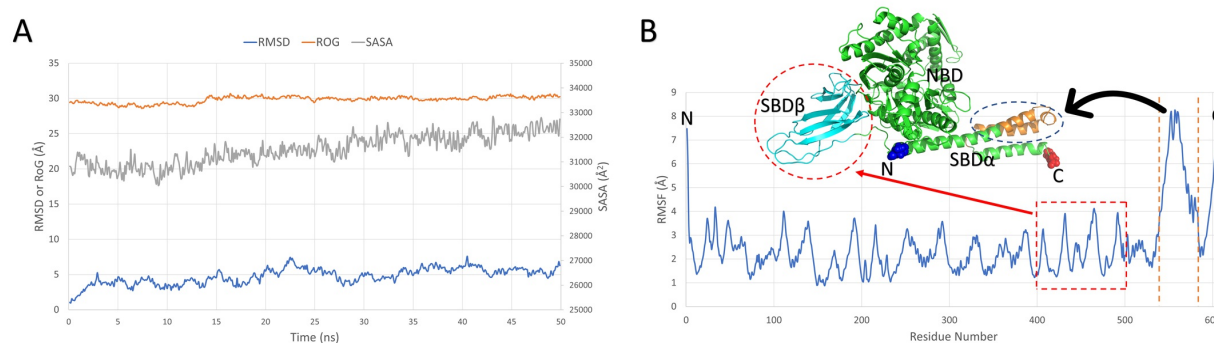 A
RMSD ROG SASA
RMSD or RoG (Å)
35
30
25
20
15
10
5
0
SASA (Å²)
35000
34000
33000
32000
31000
30000
29000
28000
27000
26000
25000
0 5 10 15 20 25 30 35 40 45 50
Time (ns)
B
NBD
SBDβ
SBDα
N
C
N
RMSF (Å)
9
8
7
6
5
4
3
2
1
0
0 100 200 300 400 500
Residue Number